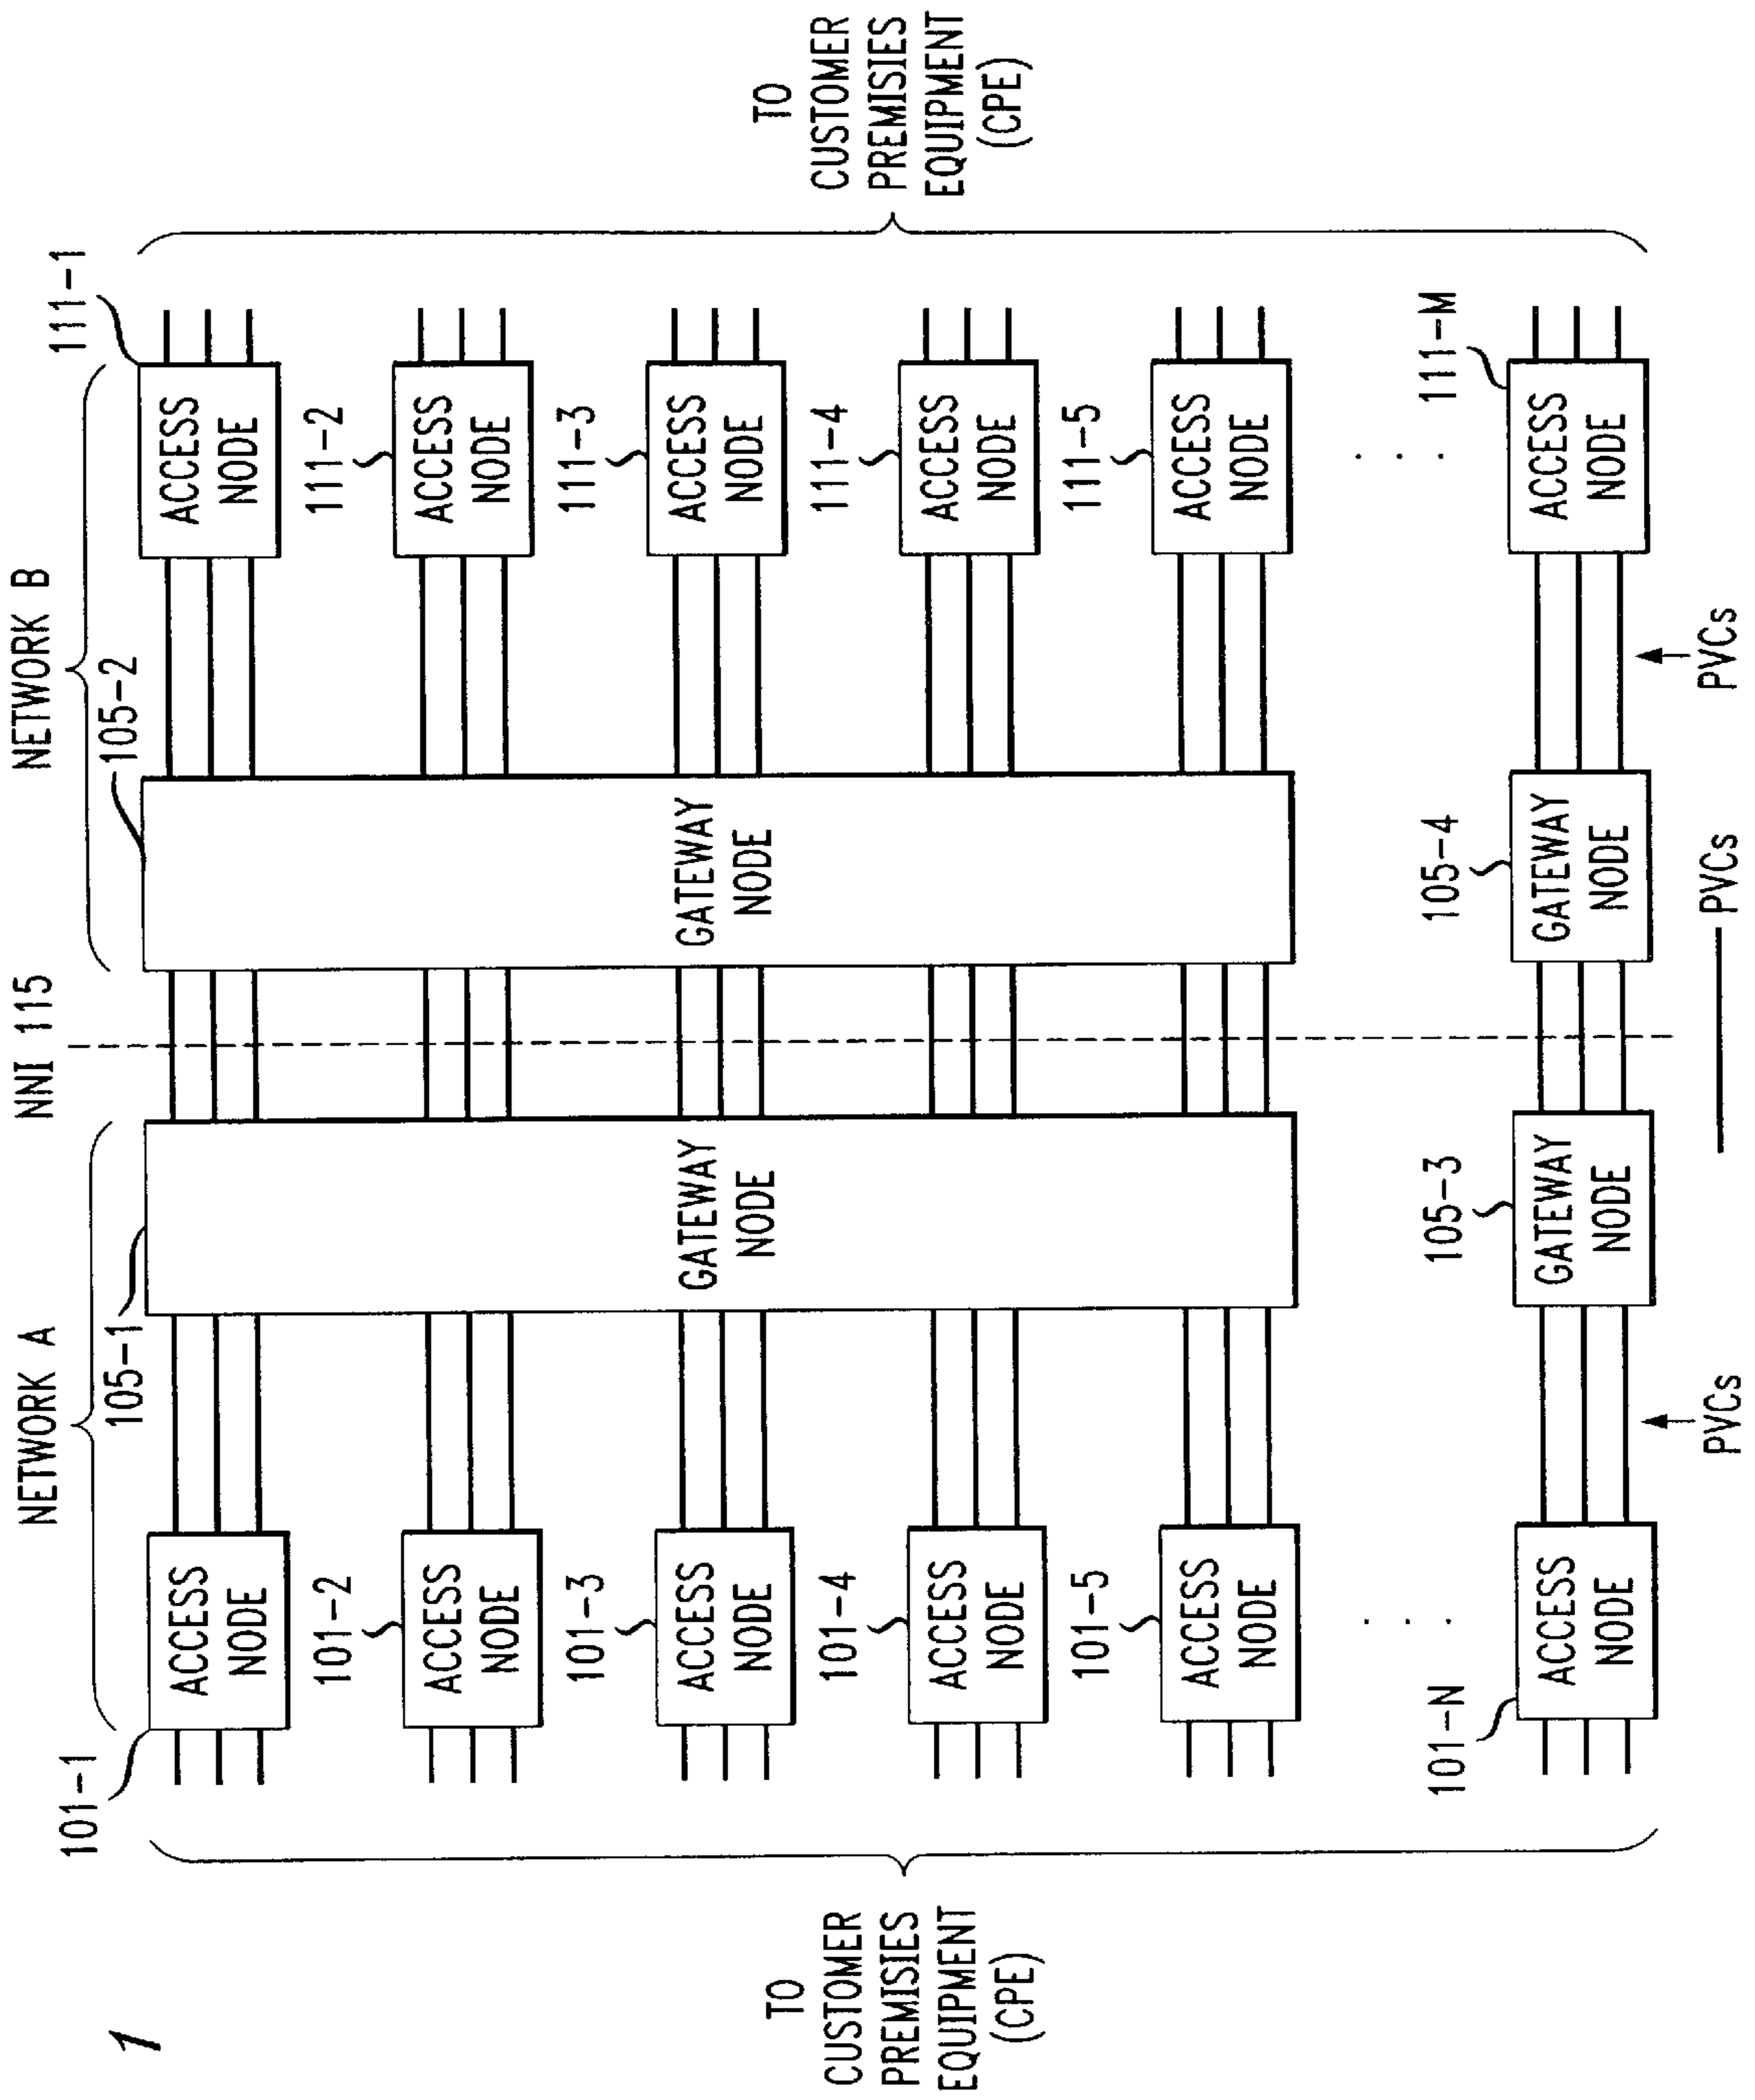 1
NETWORK A
NNI 115
NETWORK B
101-1
105-1
105-2
111-1
ACCESS
NODE
ACCESS
NODE
101-2
111-2
ACCESS
NODE
ACCESS
NODE
101-3
111-3
ACCESS
NODE
GATEWAY
NODE
GATEWAY
NODE
ACCESS
NODE
101-4
111-4
ACCESS
NODE
ACCESS
NODE
101-5
111-5
ACCESS
NODE
ACCESS
NODE
. . .
. . .
101-N
105-3
105-4
111-M
ACCESS
NODE
GATEWAY
NODE
GATEWAY
NODE
ACCESS
NODE
PVCs
PVCs
PVCs
TO
CUSTOMER
PREMISIES
EQUIPMENT
(CPE)
TO
CUSTOMER
PREMISIES
EQUIPMENT
(CPE)